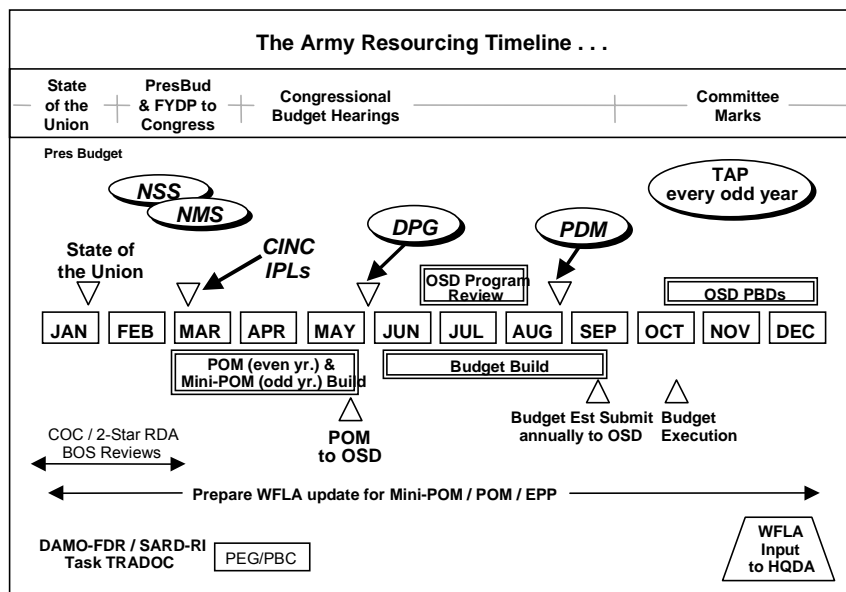 The Army Resourcing Timeline . . .
State
of the
Union
PresBud
& FYDP to
Congress
Congressional
Budget Hearings
Committee
Marks
Pres Budget
NSS
NMS
TAP
every odd year
DPG
PDM
CINC
IPLs
State of
the Union
OSD Program
Review
OSD PBDs
JAN
FEB
MAR
APR
MAY
JUN
JUL
AUG
SEP
OCT
NOV
DEC
POM (even yr.) &
Mini-POM (odd yr.) Build
Budget Build
POM
to OSD
Budget Est Submit
annually to OSD
Budget
Execution
COC / 2-Star RDA
BOS Reviews
Prepare WFLA update for Mini-POM / POM / EPP
DAMO-FDR / SARD-RI
Task TRADOC
PEG/PBC
WFLA
Input
to HQDA